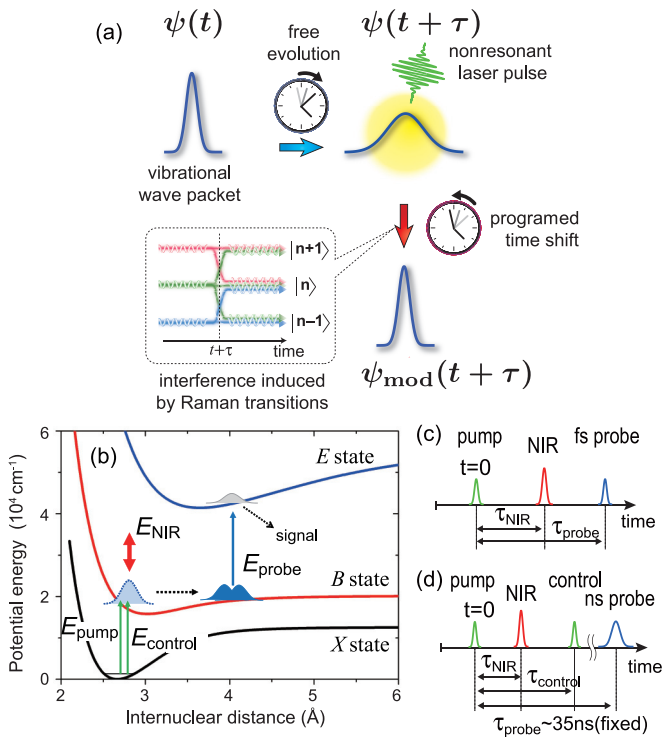 (a)
ψ(t)
ψ(t + τ)
free
evolution
nonresonant
laser pulse
vibrational
wave packet
programed
time shift
|n+1⟩
|n⟩
|n−1⟩
t+τ
time
interference induced
by Raman transitions
ψmod(t + τ)
(b)
Potential energy (10⁴ cm⁻¹)
6
4
2
0
2
3
4
5
6
Internuclear distance (Å)
E state
signal
ENIR
Eprobe
B state
Epump
Econtrol
X state
(c)
pump
NIR
fs probe
t=0
τNIR
τprobe
time
(d)
pump
NIR
control
ns probe
t=0
τNIR
τcontrol
time
τprobe~35ns(fixed)